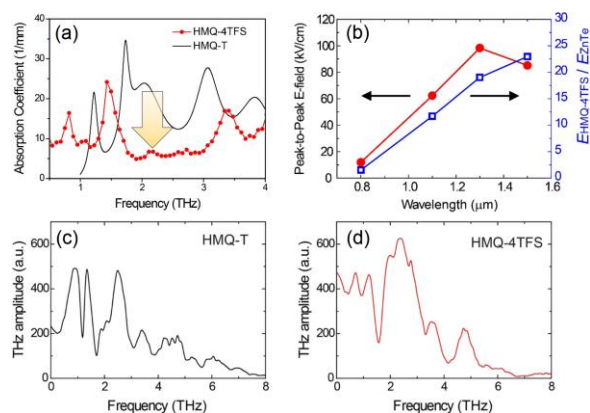 (a)
HMQ-4TFS
HMQ-T
Absorption Coefficient (1/mm)
40
30
20
10
0
1
2
3
4
Frequency (THz)
(b)
Peak-to-Peak E-field (kV/cm)
120
100
80
60
40
20
0
0.8
1.0
1.2
1.4
1.6
Wavelength (μm)
30
25
20
15
10
5
0
EHMQ-4TFS / EZnTe
(c)
HMQ-T
THz amplitude (a.u.)
600
400
200
0
0
2
4
6
8
Frequency (THz)
(d)
HMQ-4TFS
THz amplitude (a.u.)
600
400
200
0
0
2
4
6
8
Frequency (THz)